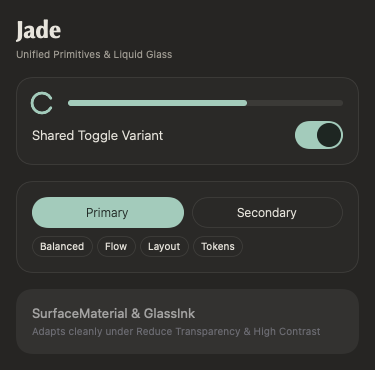 Jade
Unified Primitives & Liquid Glass
Shared Toggle Variant
Primary
Secondary
Balanced
Flow
Layout
Tokens
SurfaceMaterial & GlassInk
Adapts cleanly under Reduce Transparency & High Contrast